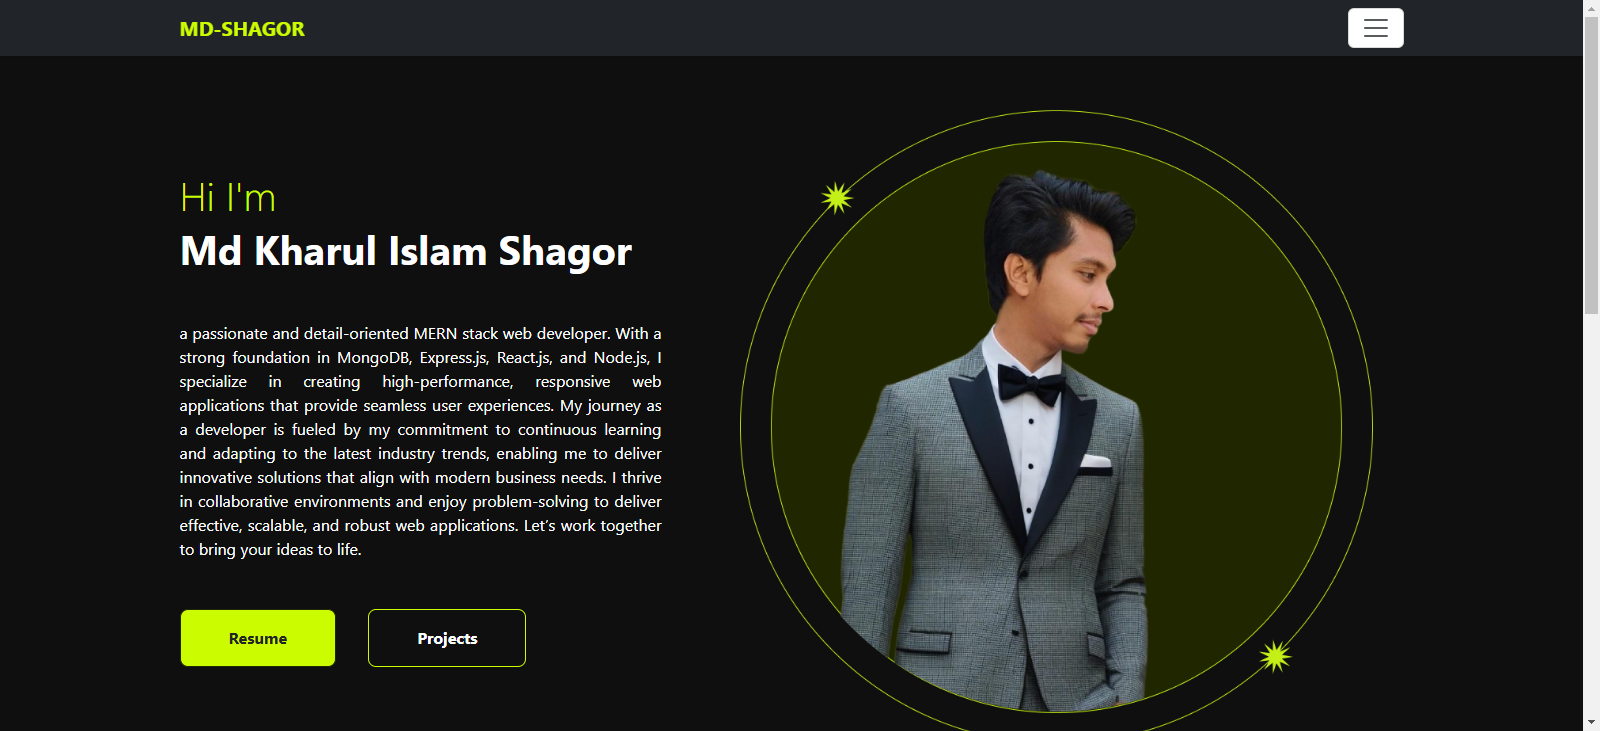 MD-SHAGOR
Hi I'm
Md Kharul Islam Shagor
a passionate and detail-oriented MERN stack web developer. With a
strong foundation in MongoDB, Express.js, React.js, and Node.js, I
specialize in creating high-performance, responsive web
applications that provide seamless user experiences. My journey as
a developer is fueled by my commitment to continuous learning
and adapting to the latest industry trends, enabling me to deliver
innovative solutions that align with modern business needs. I thrive
in collaborative environments and enjoy problem-solving to deliver
effective, scalable, and robust web applications. Let’s work together
to bring your ideas to life.
Resume
Projects